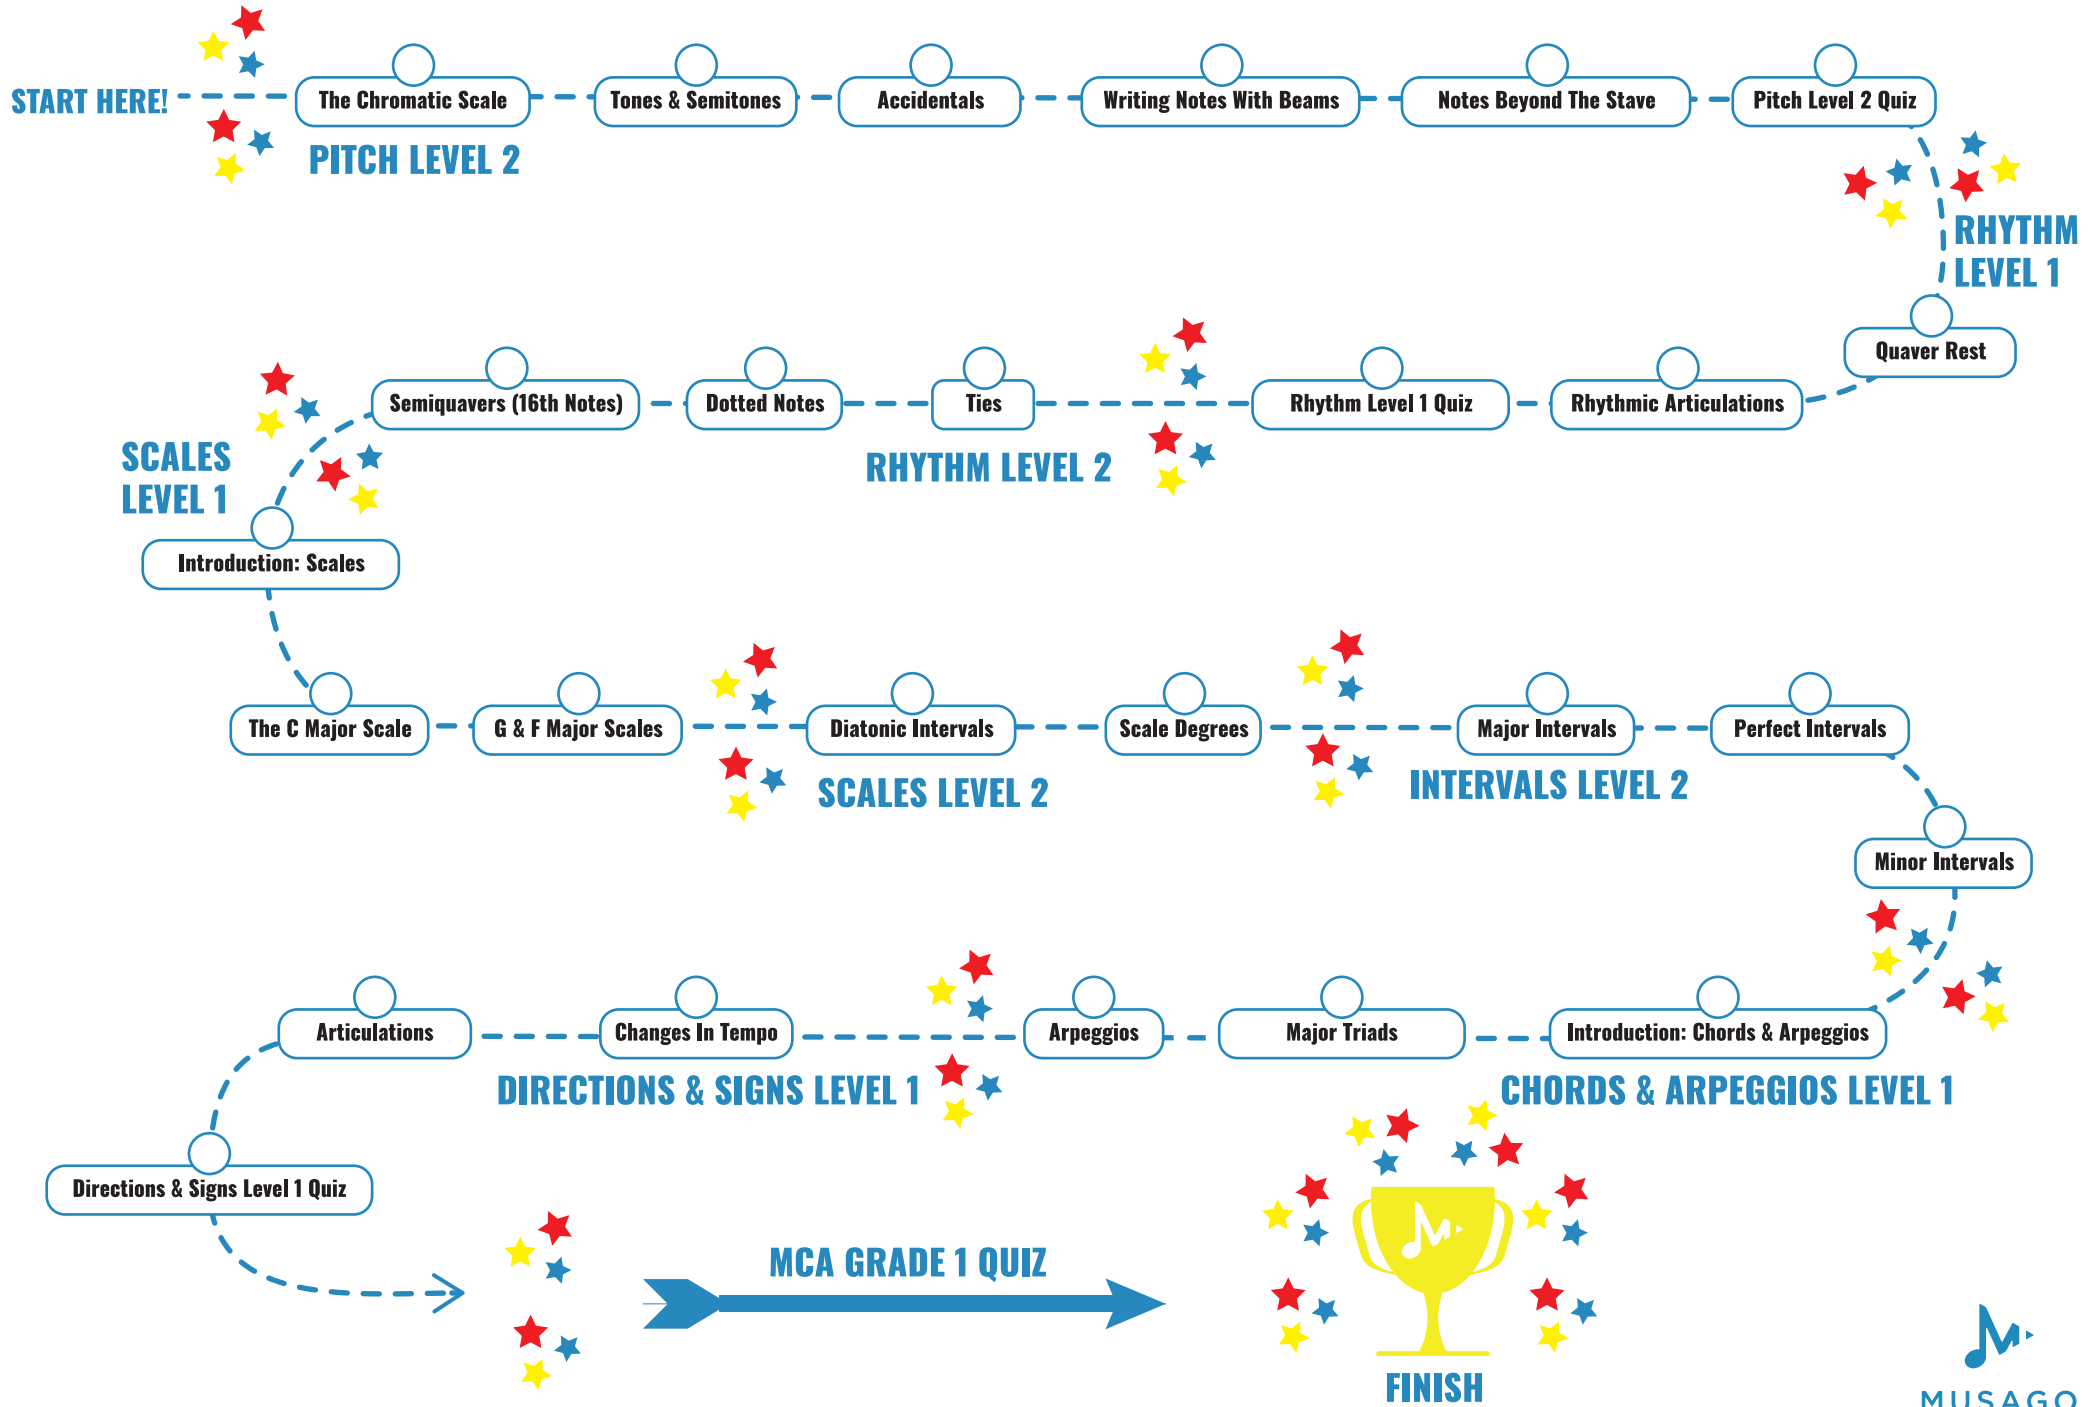 START HERE!
The Chromatic Scale
Tones & Semitones
Accidentals
Writing Notes With Beams
Notes Beyond The Stave
Pitch Level 2 Quiz
PITCH LEVEL 2
RHYTHM
LEVEL 1
Quaver Rest
Rhythmic Articulations
Rhythm Level 1 Quiz
RHYTHM LEVEL 2
Ties
Dotted Notes
Semiquavers (16th Notes)
SCALES
LEVEL 1
Introduction: Scales
The C Major Scale
G & F Major Scales
Diatonic Intervals
Scale Degrees
SCALES LEVEL 2
Major Intervals
Perfect Intervals
INTERVALS LEVEL 2
Minor Intervals
Introduction: Chords & Arpeggios
CHORDS & ARPEGGIOS LEVEL 1
Major Triads
Arpeggios
Changes In Tempo
DIRECTIONS & SIGNS LEVEL 1
Articulations
Directions & Signs Level 1 Quiz
MCA GRADE 1 QUIZ
FINISH
MUSAGO